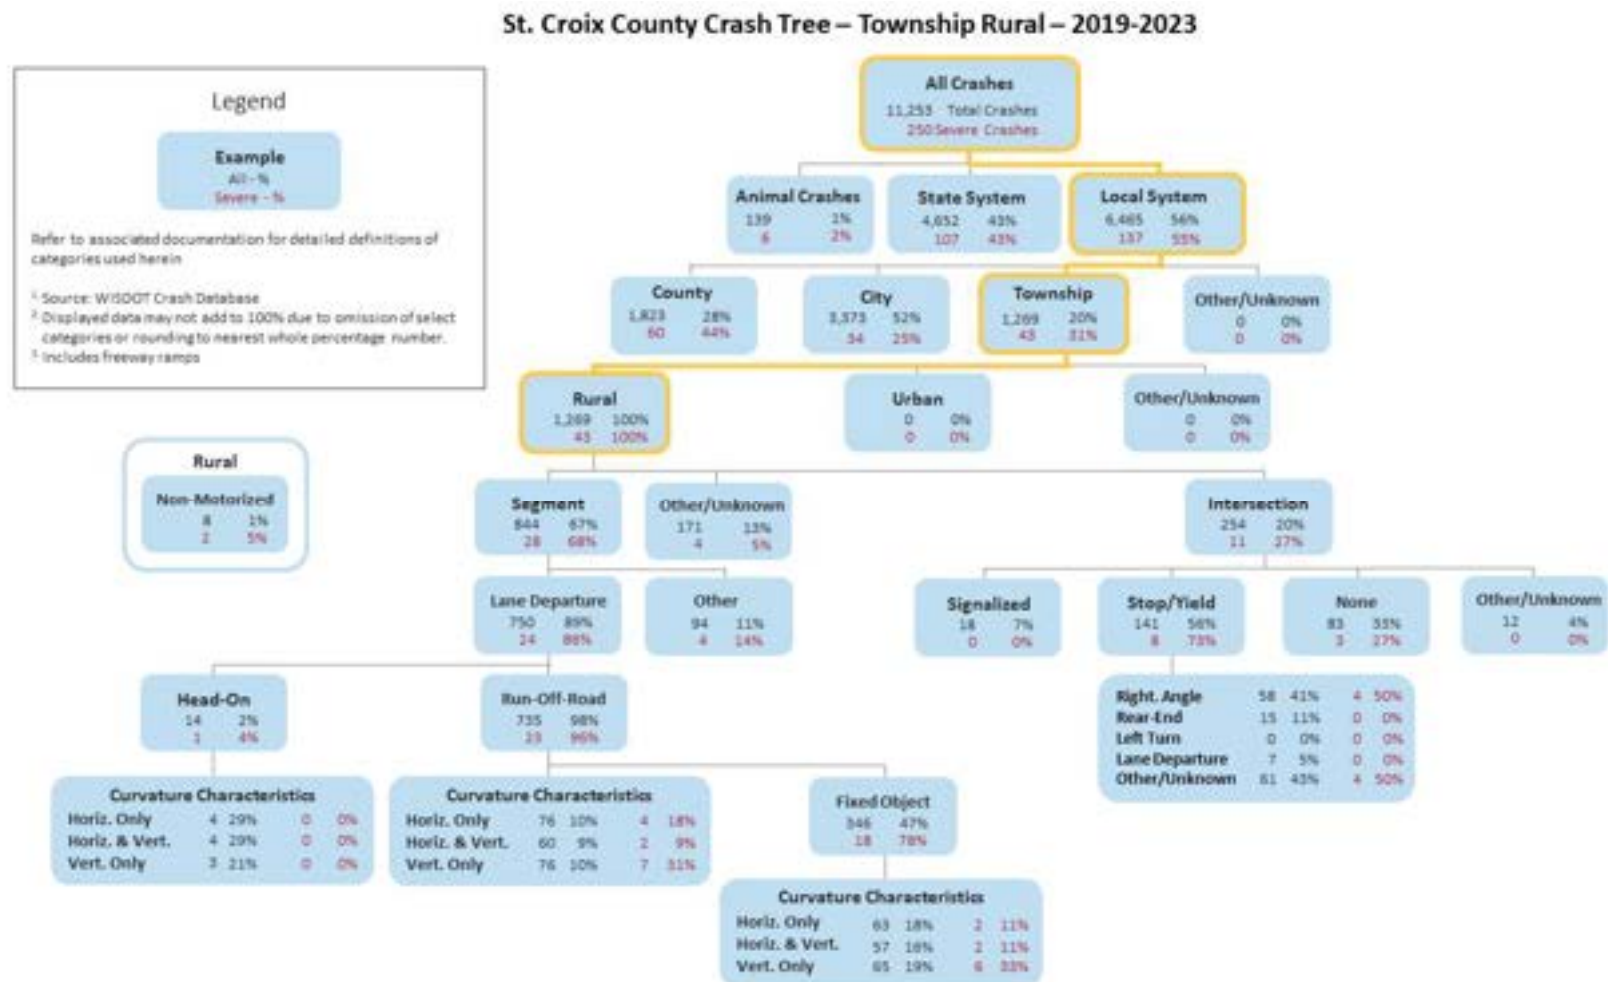 St. Croix County Crash Tree – Township Rural – 2019-2023
Legend
Example
All - %
Severe - %
Refer to associated documentation for detailed definitions of
categories used herein
1. Source: WISDOT Crash Database
2. Displayed data may not add to 100% due to omission of select
categories or rounding to nearest whole percentage number.
3. Includes freeway ramps
All Crashes
11,253 Total Crashes
250 Severe Crashes
Animal Crashes
139 1%
6 2%
State System
4,652 43%
107 43%
Local System
6,465 56%
137 55%
County
1,823 28%
60 44%
City
3,373 52%
34 25%
Township
1,269 20%
43 31%
Other/Unknown
0 0%
0 0%
Rural
1,269 100%
43 100%
Urban
0 0%
0 0%
Other/Unknown
0 0%
0 0%
Rural
Non-Motorized
8 1%
2 5%
Segment
844 67%
28 68%
Other/Unknown
171 13%
4 5%
Intersection
254 20%
11 27%
Lane Departure
750 89%
24 86%
Other
94 11%
4 14%
Signalized
18 7%
0 0%
Stop/Yield
141 56%
8 73%
None
83 33%
3 27%
Other/Unknown
12 4%
0 0%
Head-On
14 2%
1 4%
Run-Off-Road
735 98%
23 96%
Right. Angle 58 41% 4 50%
Rear-End 15 11% 0 0%
Left Turn 0 0% 0 0%
Lane Departure 7 5% 0 0%
Other/Unknown 61 43% 4 50%
Curvature Characteristics
Horiz. Only 4 29% 0 0%
Horiz. & Vert. 4 29% 0 0%
Vert. Only 3 21% 0 0%
Curvature Characteristics
Horiz. Only 76 10% 4 18%
Horiz. & Vert. 60 9% 2 9%
Vert. Only 76 10% 7 31%
Fixed Object
346 47%
18 78%
Curvature Characteristics
Horiz. Only 63 18% 2 11%
Horiz. & Vert. 57 16% 2 11%
Vert. Only 65 19% 6 33%